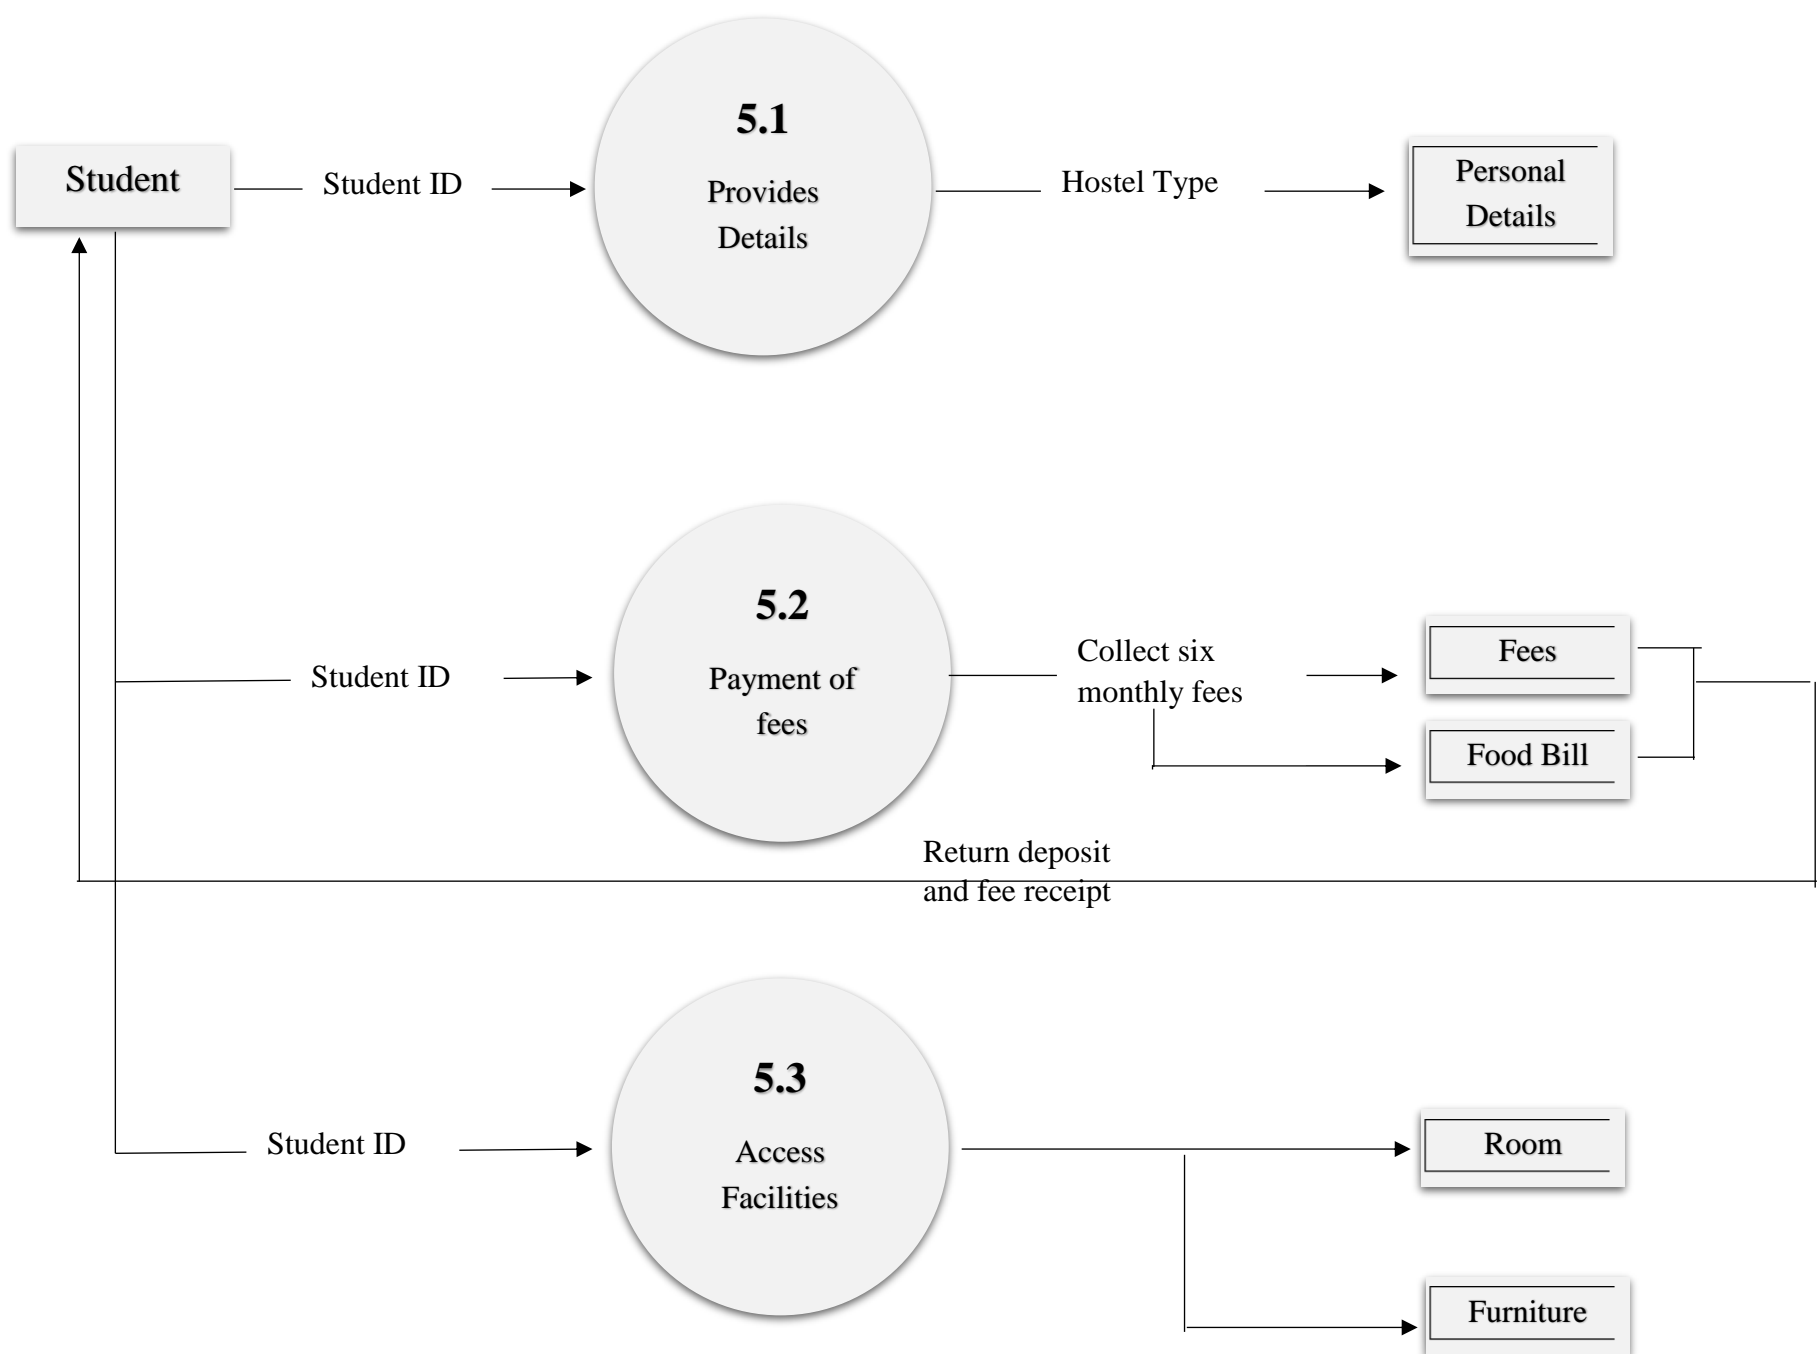 5.1
Student
Student ID
Provides
Details
Hostel Type
Personal
Details
5.2
Student ID
Payment of
fees
Collect six
monthly fees
Fees
Food Bill
Return deposit
and fee receipt
5.3
Student ID
Access
Facilities
Room
Furniture